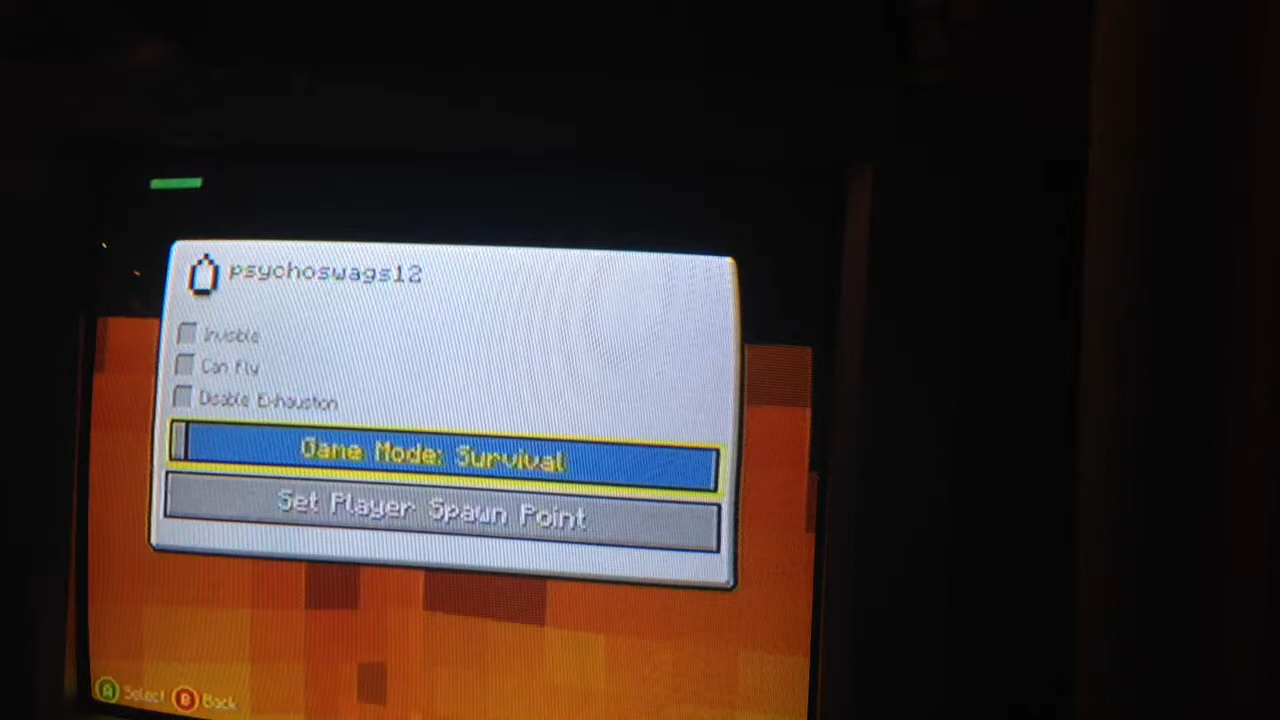 psychoswags12
Invisible
Can Fly
Disable Exhaustion
Game Mode: Survival
Set Player Spawn Point
A Select B Back